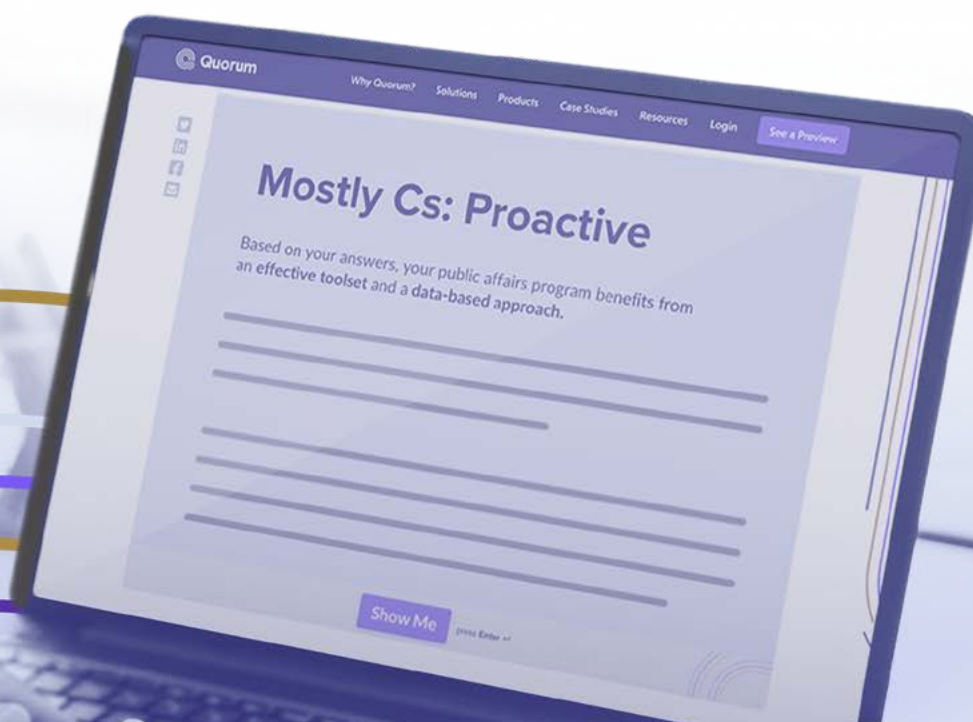 Quorum
Why Quorum?
Solutions
Products
Case Studies
Resources
Login
See a Preview
Mostly Cs: Proactive
Based on your answers, your public affairs program benefits from
an effective toolset and a data-based approach.
Show Me
press Enter ↵